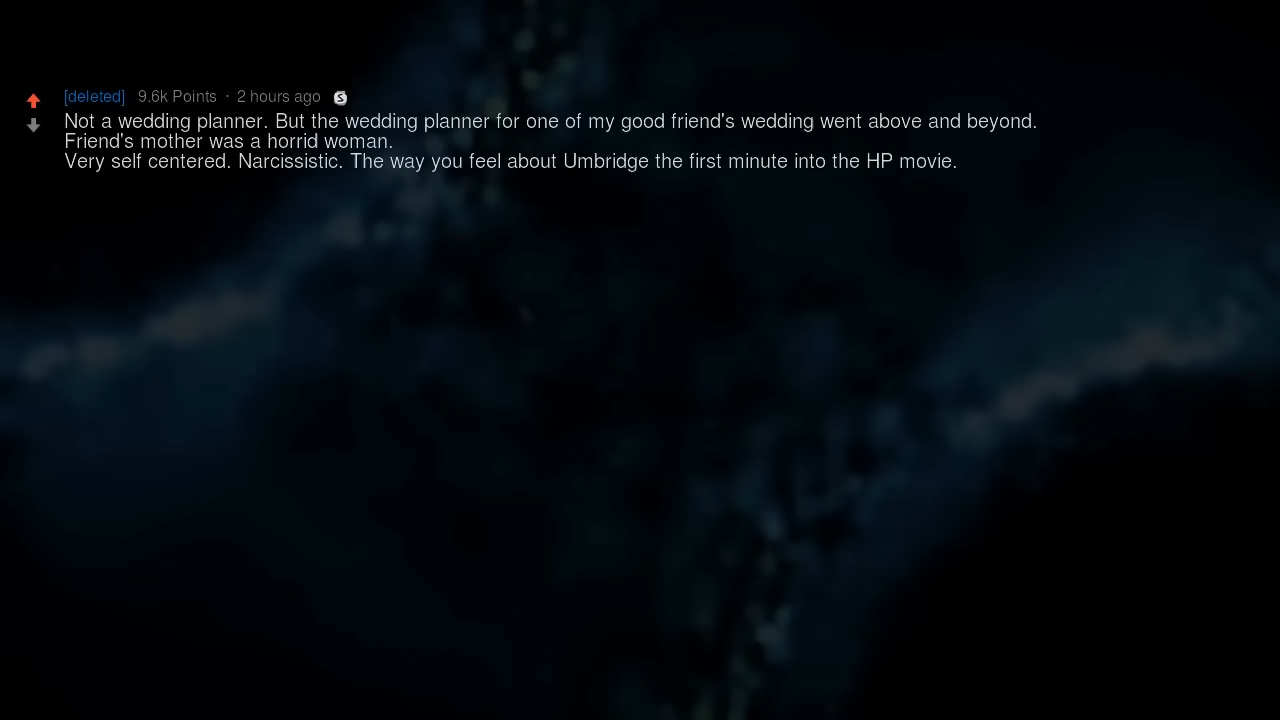 [deleted] 9.6k Points · 2 hours ago
Not a wedding planner. But the wedding planner for one of my good friend's wedding went above and beyond.
Friend's mother was a horrid woman.
Very self centered. Narcissistic. The way you feel about Umbridge the first minute into the HP movie.